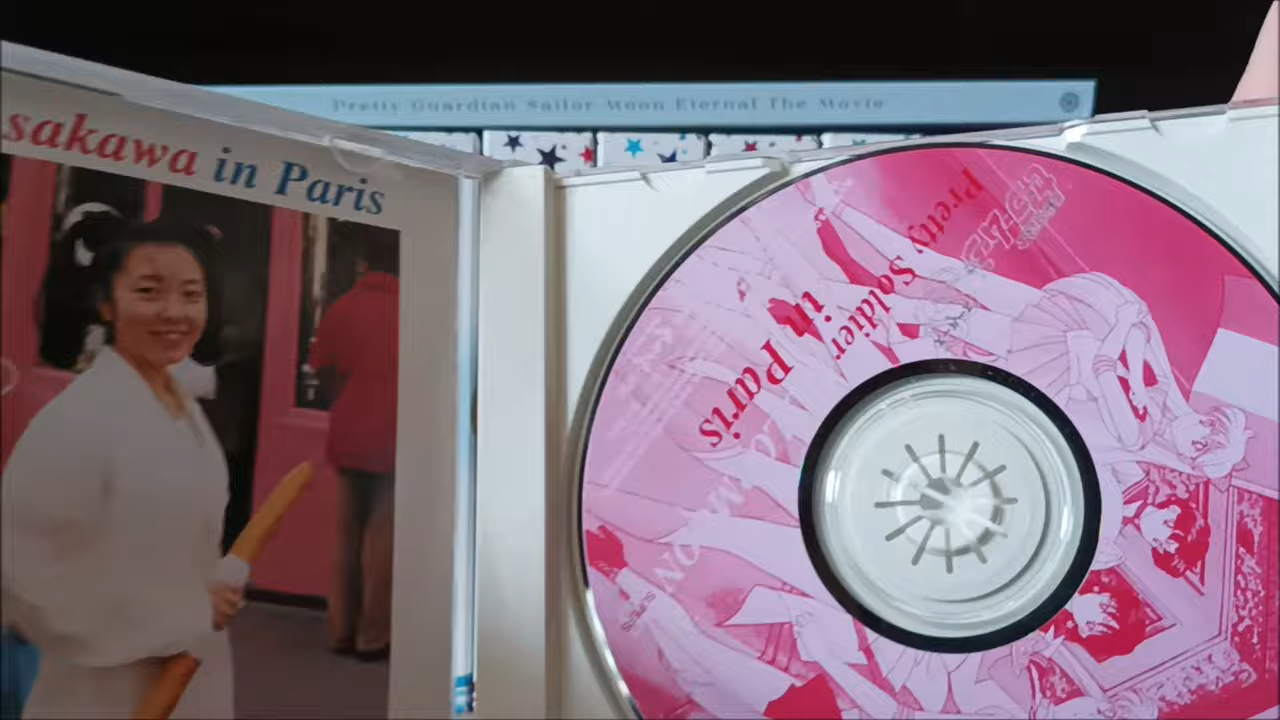 Pretty Guardian Sailor Moon Eternal The Movie
sakawa in Paris
Pretty Soldier
in
Paris